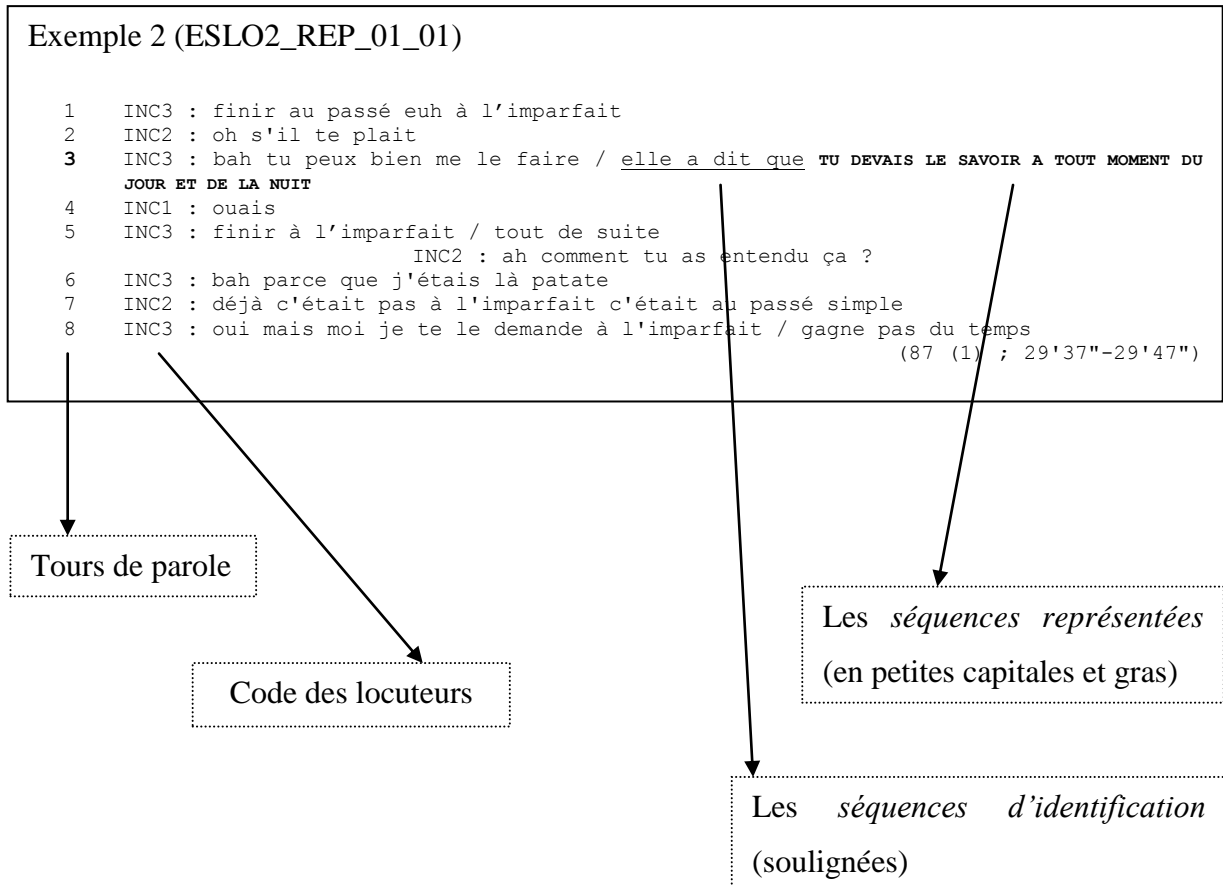 Exemple 2 (ESLO2_REP_01_01)
1 INC3 : finir au passé euh à l’imparfait
2 INC2 : oh s'il te plait
3 INC3 : bah tu peux bien me le faire / elle a dit que TU DEVAIS LE SAVOIR A TOUT MOMENT DU
JOUR ET DE LA NUIT
4 INC1 : ouais
5 INC3 : finir à l’imparfait / tout de suite
INC2 : ah comment tu as entendu ça ?
6 INC3 : bah parce que j'étais là patate
7 INC2 : déjà c'était pas à l'imparfait c'était au passé simple
8 INC3 : oui mais moi je te le demande à l'imparfait / gagne pas du temps
(87 (1) ; 29'37"-29'47")
Tours de parole
Code des locuteurs
Les séquences représentées
(en petites capitales et gras)
Les séquences d’identification
(soulignées)